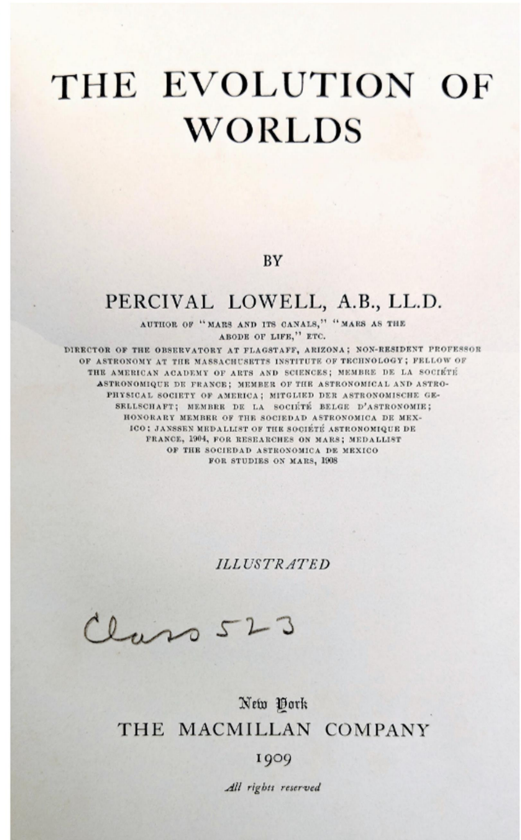 THE EVOLUTION OF
WORLDS
BY
PERCIVAL LOWELL, A.B., LL.D.
AUTHOR OF "MARS AND ITS CANALS," "MARS AS THE
ABODE OF LIFE," ETC.
DIRECTOR OF THE OBSERVATORY AT FLAGSTAFF, ARIZONA; NON-RESIDENT PROFESSOR
OF ASTRONOMY AT THE MASSACHUSETTS INSTITUTE OF TECHNOLOGY; FELLOW OF
THE AMERICAN ACADEMY OF ARTS AND SCIENCES; MEMBRE DE LA SOCIÉTÉ
ASTRONOMIQUE DE FRANCE; MEMBER OF THE ASTRONOMICAL AND ASTRO-
PHYSICAL SOCIETY OF AMERICA; MITGLIED DER ASTRONOMISCHE GE-
SELLSCHAFT; MEMBRE DE LA SOCIÉTÉ BELGE D'ASTRONOMIE;
HONORARY MEMBER OF THE SOCIEDAD ASTRONOMICA DE MEX-
ICO; JANSSEN MEDALLIST OF THE SOCIÉTÉ ASTRONOMIQUE DE
FRANCE, 1904, FOR RESEARCHES ON MARS; MEDALLIST
OF THE SOCIEDAD ASTRONOMICA DE MEXICO
FOR STUDIES ON MARS, 1908
ILLUSTRATED
Class 523
New York
THE MACMILLAN COMPANY
1909
All rights reserved